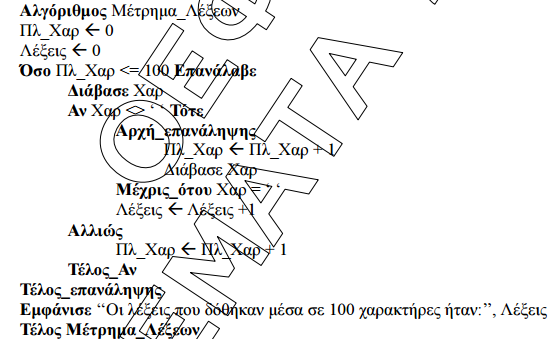 Αλγόριθμος Μέτρημα_Λέξεων
Πλ_Χαρ ← 0
Λέξεις ← 0
Όσο Πλ_Χαρ <= 100 Επανάλαβε
Διάβασε Χαρ
Αν Χαρ <> ‘ ‘ Τότε
Αρχή_επανάληψης
Πλ_Χαρ ← Πλ_Χαρ + 1
Διάβασε Χαρ
Μέχρις_ότου Χαρ = ‘ ‘
Λέξεις ← Λέξεις +1
Αλλιώς
Πλ_Χαρ ← Πλ_Χαρ + 1
Τέλος_Αν
Τέλος_επανάληψης
Εμφάνισε ‘‘Οι λέξεις που δόθηκαν μέσα σε 100 χαρακτήρες ήταν:’’, Λέξεις
Τέλος Μέτρημα_Λέξεων